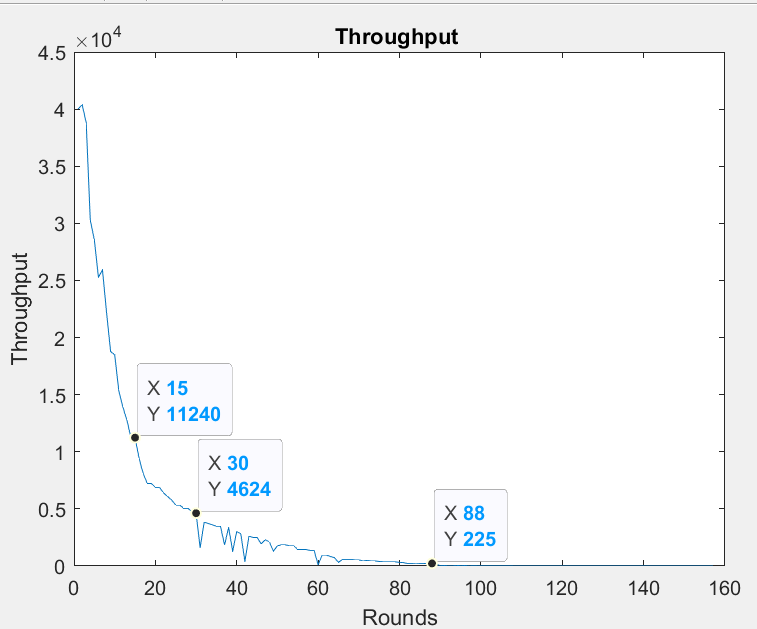 Throughput
×10⁴
4.5
4
3.5
3
2.5
2
1.5
1
0.5
0
Throughput
X 15
Y 11240
X 30
Y 4624
X 88
Y 225
0 20 40 60 80 100 120 140 160
Rounds